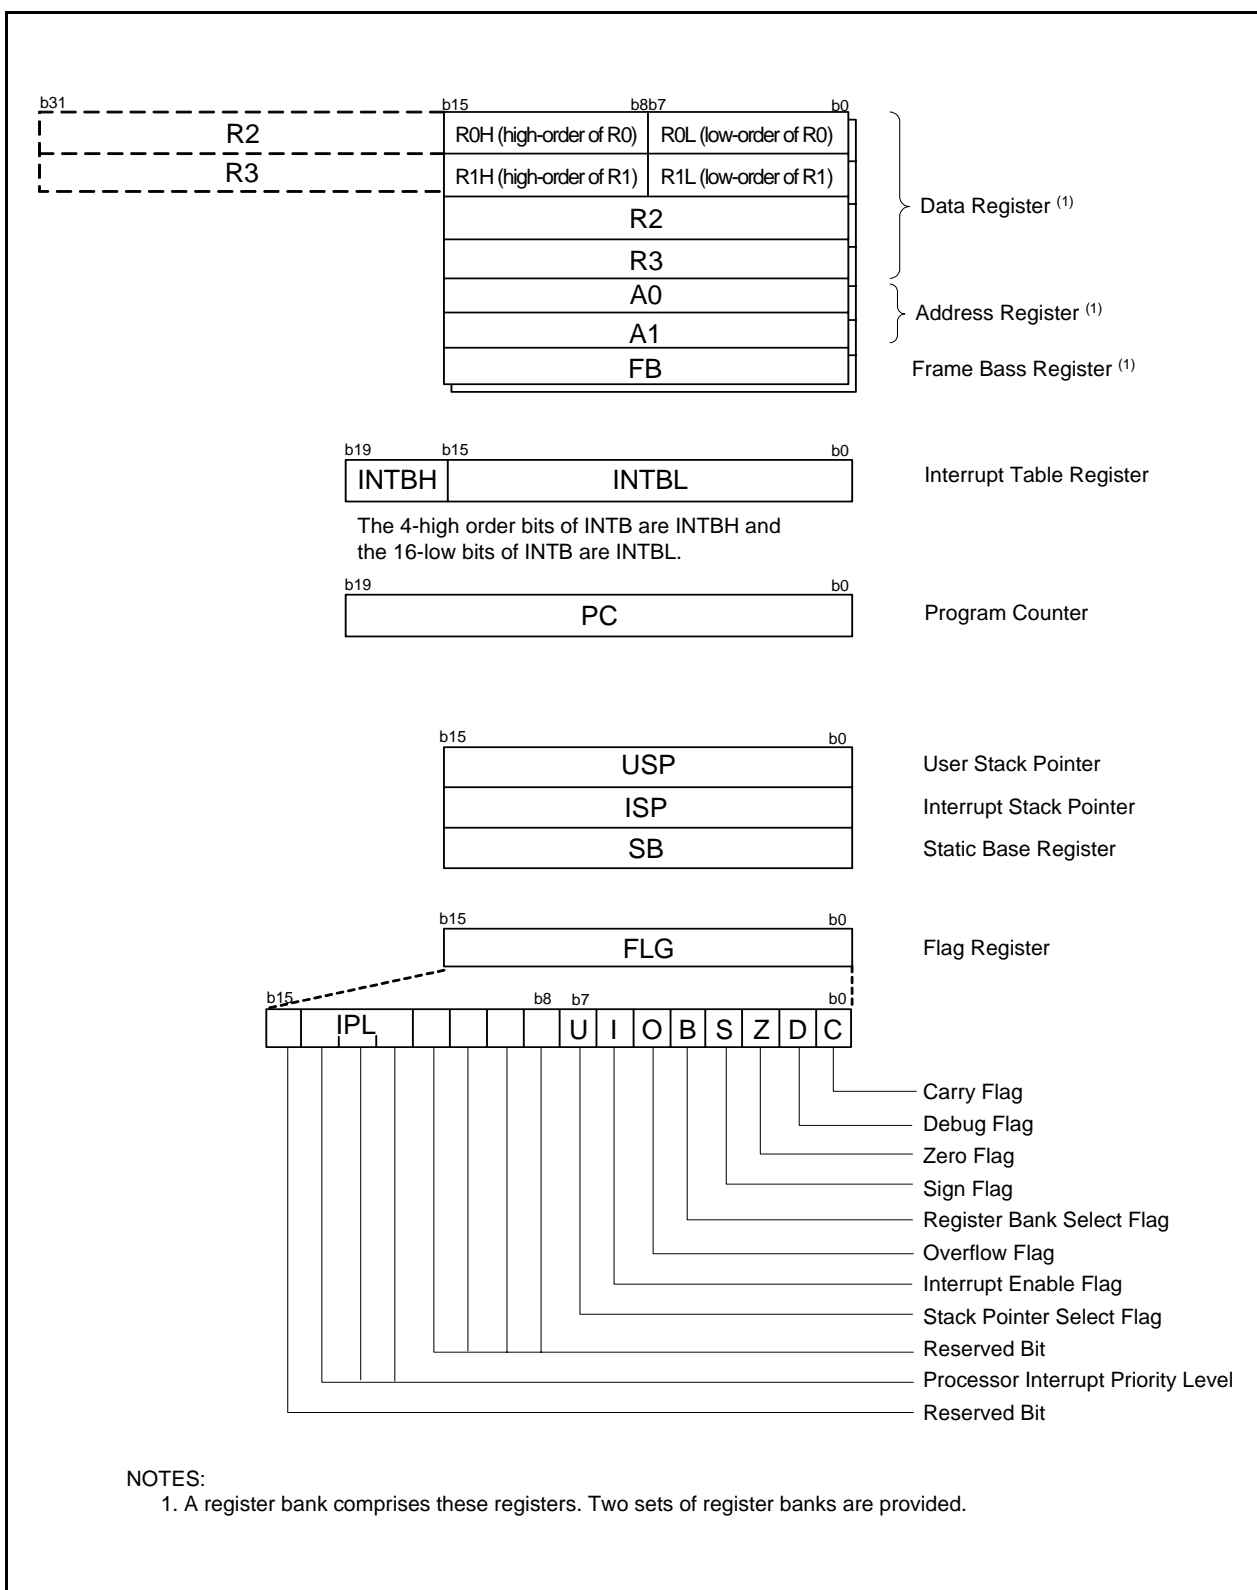 b31 b15 b8b7 b0
R2 R0H (high-order of R0) R0L (low-order of R0)
R3 R1H (high-order of R1) R1L (low-order of R1)
R2
Data Register (1)
R3
A0
Address Register (1)
A1
FB Frame Bass Register (1)
b19 b15 b0
INTBH INTBL Interrupt Table Register
The 4-high order bits of INTB are INTBH and
the 16-low bits of INTB are INTBL.
b19 b0
PC Program Counter
b15 b0
USP User Stack Pointer
ISP Interrupt Stack Pointer
SB Static Base Register
b15 b0
FLG Flag Register
b15 b8 b7 b0
IPL U I O B S Z D C
Carry Flag
Debug Flag
Zero Flag
Sign Flag
Register Bank Select Flag
Overflow Flag
Interrupt Enable Flag
Stack Pointer Select Flag
Reserved Bit
Processor Interrupt Priority Level
Reserved Bit
NOTES:
1. A register bank comprises these registers. Two sets of register banks are provided.